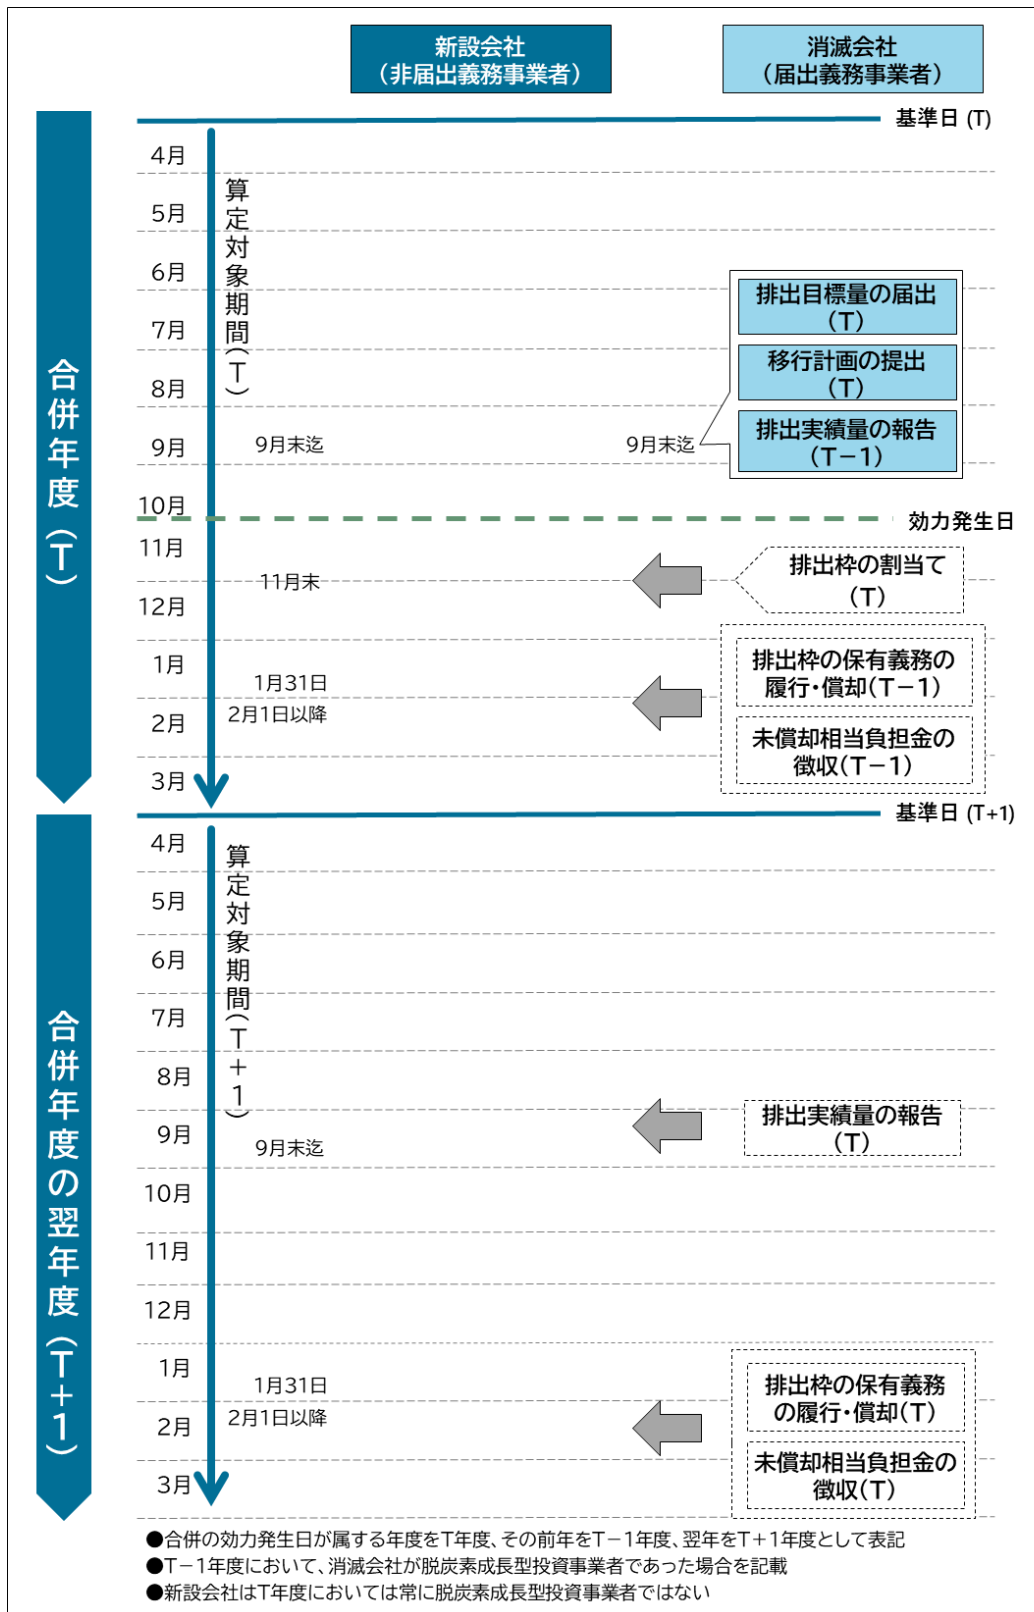 新設会社
（非届出義務事業者）
消滅会社
（届出義務事業者）
基準日 (T)
合併年度（T）
算定対象期間（T）
4月
5月
6月
7月
8月
9月
10月
11月
12月
1月
2月
3月
排出目標量の届出
（T）
移行計画の提出
（T）
排出実績量の報告
（T−1）
9月末迄
9月末迄
効力発生日
11月末
排出枠の割当て
（T）
1月31日
2月1日以降
排出枠の保有義務の
履行・償却（T−1）
未償却相当負担金の
徴収（T−1）
基準日 (T+1)
合併年度の翌年度（T＋1）
算定対象期間（T＋1）
4月
5月
6月
7月
8月
9月
10月
11月
12月
1月
2月
3月
9月末迄
排出実績量の報告
（T）
1月31日
2月1日以降
排出枠の保有義務
の履行・償却（T）
未償却相当負担金の
徴収（T）
●合併の効力発生日が属する年度をT年度、その前年をT−1年度、翌年をT＋1年度として表記
●T−1年度において、消滅会社が脱炭素成長型投資事業者であった場合を記載
●新設会社はT年度においては常に脱炭素成長型投資事業者ではない